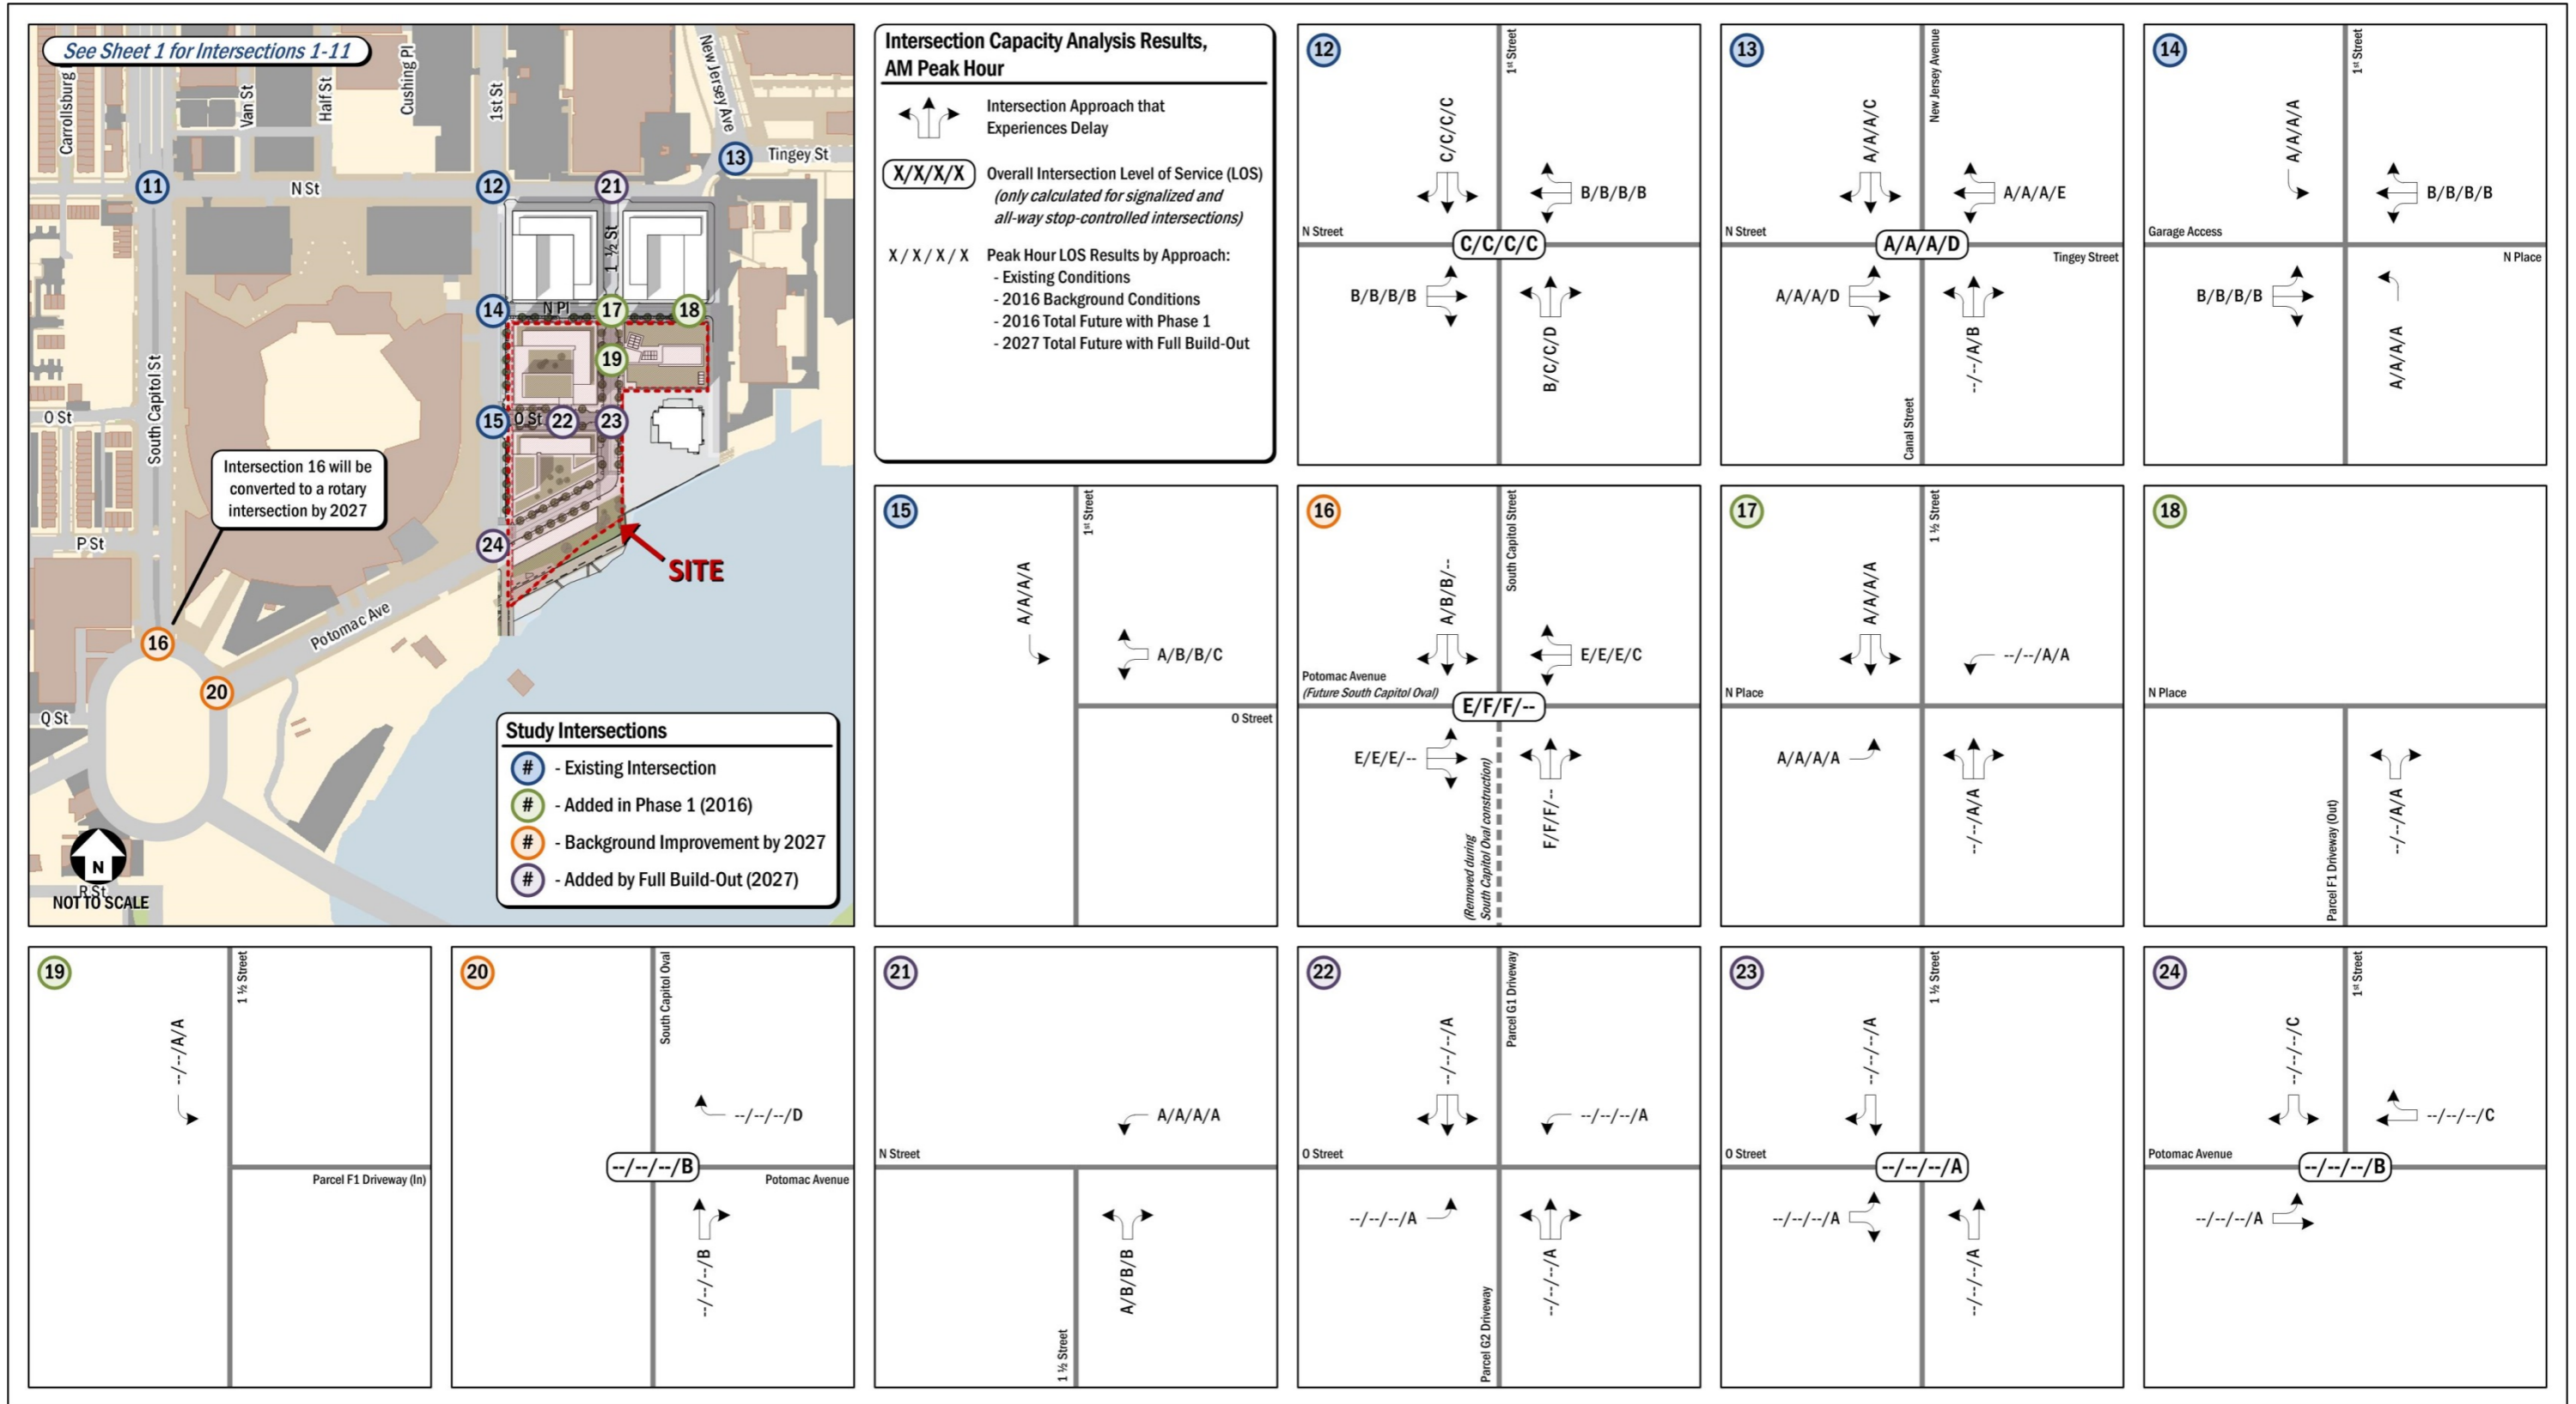 See Sheet 1 for Intersections 1-11
Carrollsburg
Van St
Half St
Cushing Pl
1st St
New Jersey Ave
13
Tingey St
11
N St
12
21
1 ½ St
14
N Pl
17
18
19
South Capitol St
O St
15
O St
22
23
Intersection 16 will be
converted to a rotary
intersection by 2027
P St
24
SITE
Potomac Ave
16
20
Q St
N
R St
NOT TO SCALE
Study Intersections
# - Existing Intersection
# - Added in Phase 1 (2016)
# - Background Improvement by 2027
# - Added by Full Build-Out (2027)
Intersection Capacity Analysis Results,
AM Peak Hour
Intersection Approach that
Experiences Delay
X/X/X/X Overall Intersection Level of Service (LOS)
(only calculated for signalized and
all-way stop-controlled intersections)
X / X / X / X Peak Hour LOS Results by Approach:
- Existing Conditions
- 2016 Background Conditions
- 2016 Total Future with Phase 1
- 2027 Total Future with Full Build-Out
12
1st Street
C/C/C/C
B/B/B/B
N Street
C/C/C/C
B/B/B/B
B/C/C/D
13
New Jersey Avenue
A/A/A/C
A/A/A/E
N Street
A/A/A/D
Tingey Street
A/A/A/D
--/--/A/B
Canal Street
14
1st Street
A/A/A/A
B/B/B/B
Garage Access
N Place
B/B/B/B
A/A/A/A
15
1st Street
A/A/A/A
A/B/B/C
O Street
16
South Capitol Street
A/B/B/--
E/E/E/C
Potomac Avenue
(Future South Capitol Oval)
E/F/F/--
E/E/E/--
F/F/F/--
(Removed during
South Capitol Oval construction)
17
1 ½ Street
A/A/A/A
--/--/A/A
N Place
A/A/A/A
--/--/A/A
18
N Place
--/--/A/A
Parcel F1 Driveway (Out)
19
1 ½ Street
--/--/A/A
Parcel F1 Driveway (In)
20
South Capitol Oval
--/--/--/D
--/--/--/B
Potomac Avenue
--/--/--/B
21
A/A/A/A
N Street
A/B/B/B
1 ½ Street
22
Parcel G1 Driveway
--/--/--/A
--/--/--/A
O Street
--/--/--/A
--/--/--/A
Parcel G2 Driveway
23
1 ½ Street
--/--/--/A
O Street
--/--/--/A
--/--/--/A
--/--/--/A
24
1st Street
--/--/--/C
--/--/--/C
Potomac Avenue
--/--/--/B
--/--/--/A